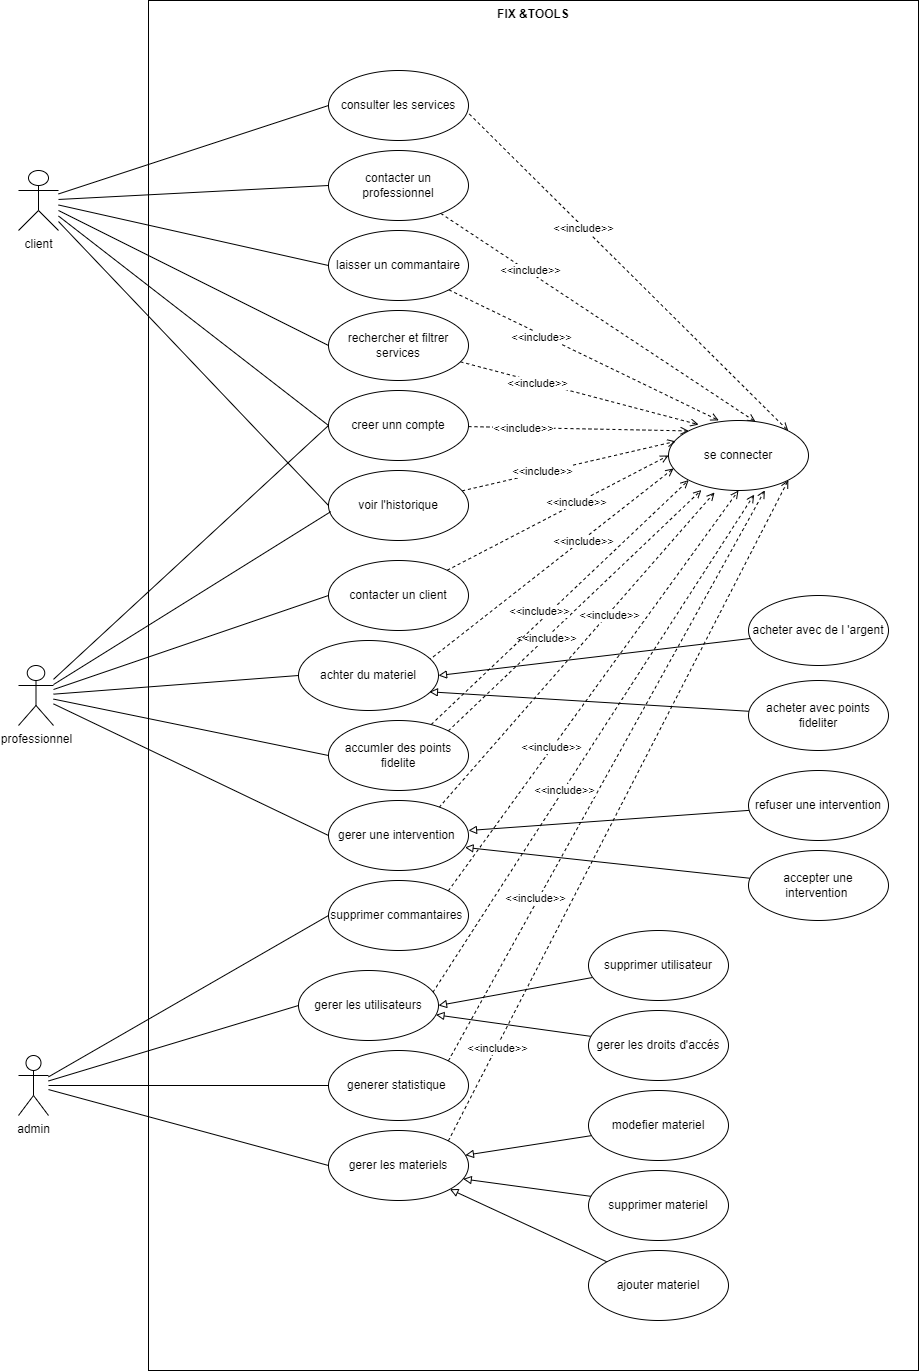 FIX &TOOLS
consulter les services
contacter un
professionnel
client
<<include>>
laisser un commantaire
<<include>>
rechercher et filtrer
services
<<include>>
<<include>>
creer unn compte
<<include>>
se connecter
voir l'historique
<<include>>
<<include>>
<<include>>
contacter un client
<<include>>
<<include>>
<<include>>
acheter avec de l 'argent
achter du materiel
acheter avec points
fideliter
professionnel
accumler des points
fidelite
<<include>>
<<include>>
refuser une intervention
gerer une intervention
accepter une
intervention
<<include>>
supprimer commantaires
supprimer utilisateur
gerer les utilisateurs
gerer les droits d'accés
<<include>>
generer statistique
admin
modefier materiel
gerer les materiels
supprimer materiel
ajouter materiel